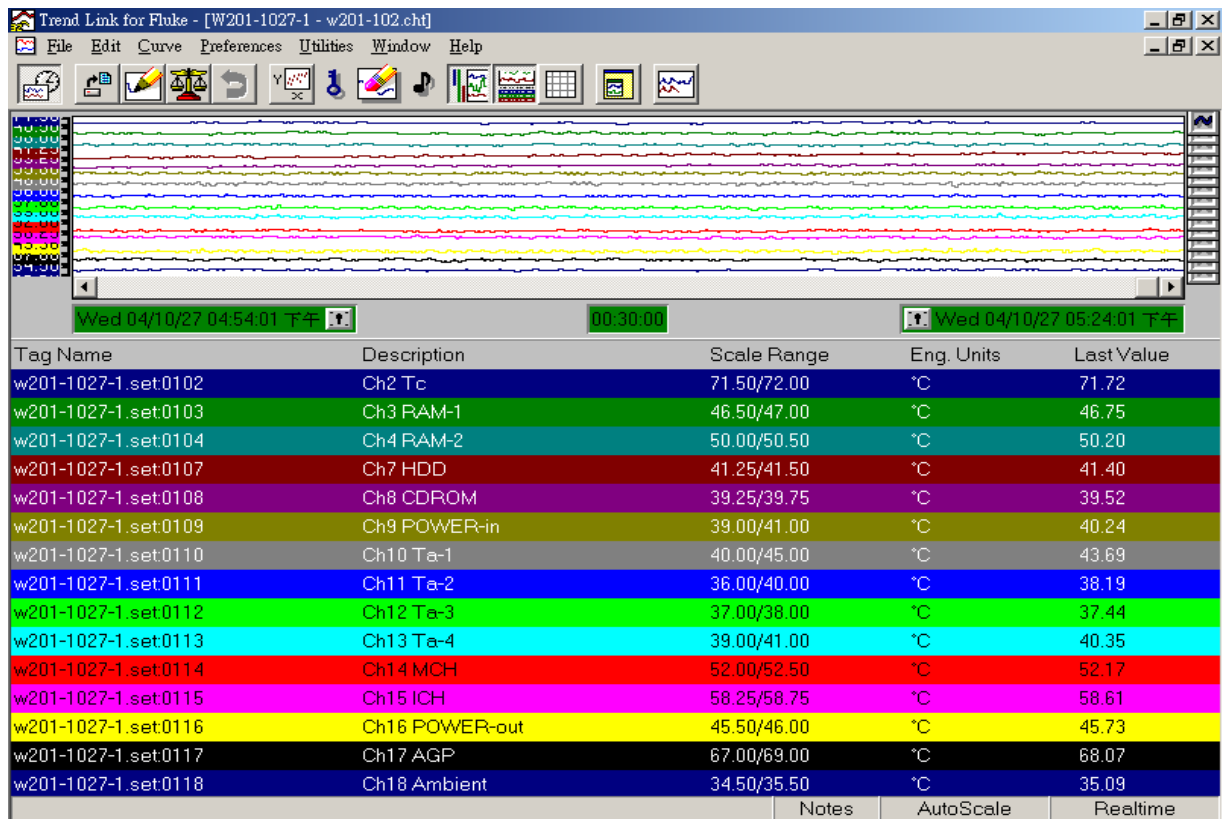 Trend Link for Fluke - [W201-1027-1 - w201-102.cht]
File Edit Curve Preferences Utilities Window Help
Wed 04/10/27 04:54:01 下午 00:30:00 Wed 04/10/27 05:24:01 下午
Tag Name Description Scale Range Eng. Units Last Value
w201-1027-1.set:0102 Ch2 Tc 71.50/72.00 °C 71.72
w201-1027-1.set:0103 Ch3 RAM-1 46.50/47.00 °C 46.75
w201-1027-1.set:0104 Ch4 RAM-2 50.00/50.50 °C 50.20
w201-1027-1.set:0107 Ch7 HDD 41.25/41.50 °C 41.40
w201-1027-1.set:0108 Ch8 CDROM 39.25/39.75 °C 39.52
w201-1027-1.set:0109 Ch9 POWER-in 39.00/41.00 °C 40.24
w201-1027-1.set:0110 Ch10 Ta-1 40.00/45.00 °C 43.69
w201-1027-1.set:0111 Ch11 Ta-2 36.00/40.00 °C 38.19
w201-1027-1.set:0112 Ch12 Ta-3 37.00/38.00 °C 37.44
w201-1027-1.set:0113 Ch13 Ta-4 39.00/41.00 °C 40.35
w201-1027-1.set:0114 Ch14 MCH 52.00/52.50 °C 52.17
w201-1027-1.set:0115 Ch15 ICH 58.25/58.75 °C 58.61
w201-1027-1.set:0116 Ch16 POWER-out 45.50/46.00 °C 45.73
w201-1027-1.set:0117 Ch17 AGP 67.00/69.00 °C 68.07
w201-1027-1.set:0118 Ch18 Ambient 34.50/35.50 °C 35.09
Notes AutoScale Realtime